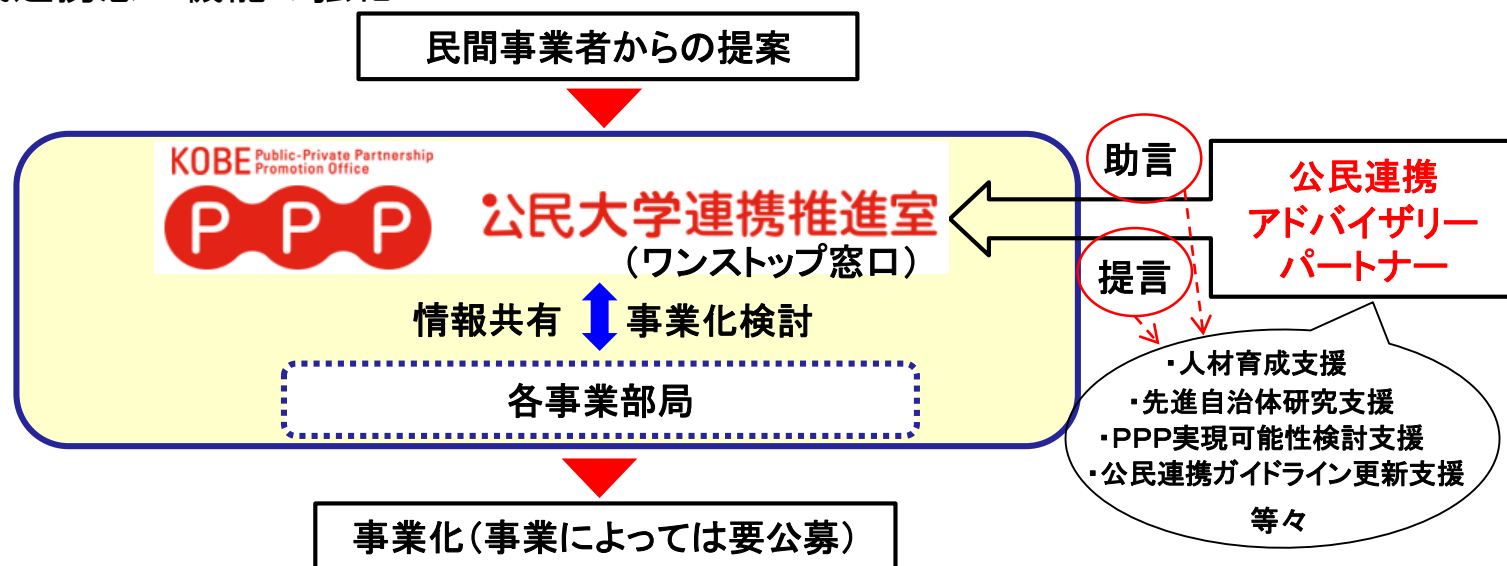 民間事業者からの提案
KOBE Public-Private Partnership
Promotion Office
PPP
公民大学連携推進室
（ワンストップ窓口）
情報共有 事業化検討
各事業部局
事業化（事業によっては要公募）
助言
提言
公民連携
アドバイザリー
パートナー
・人材育成支援
・先進自治体研究支援
・PPP実現可能性検討支援
・公民連携ガイドライン更新支援
等々